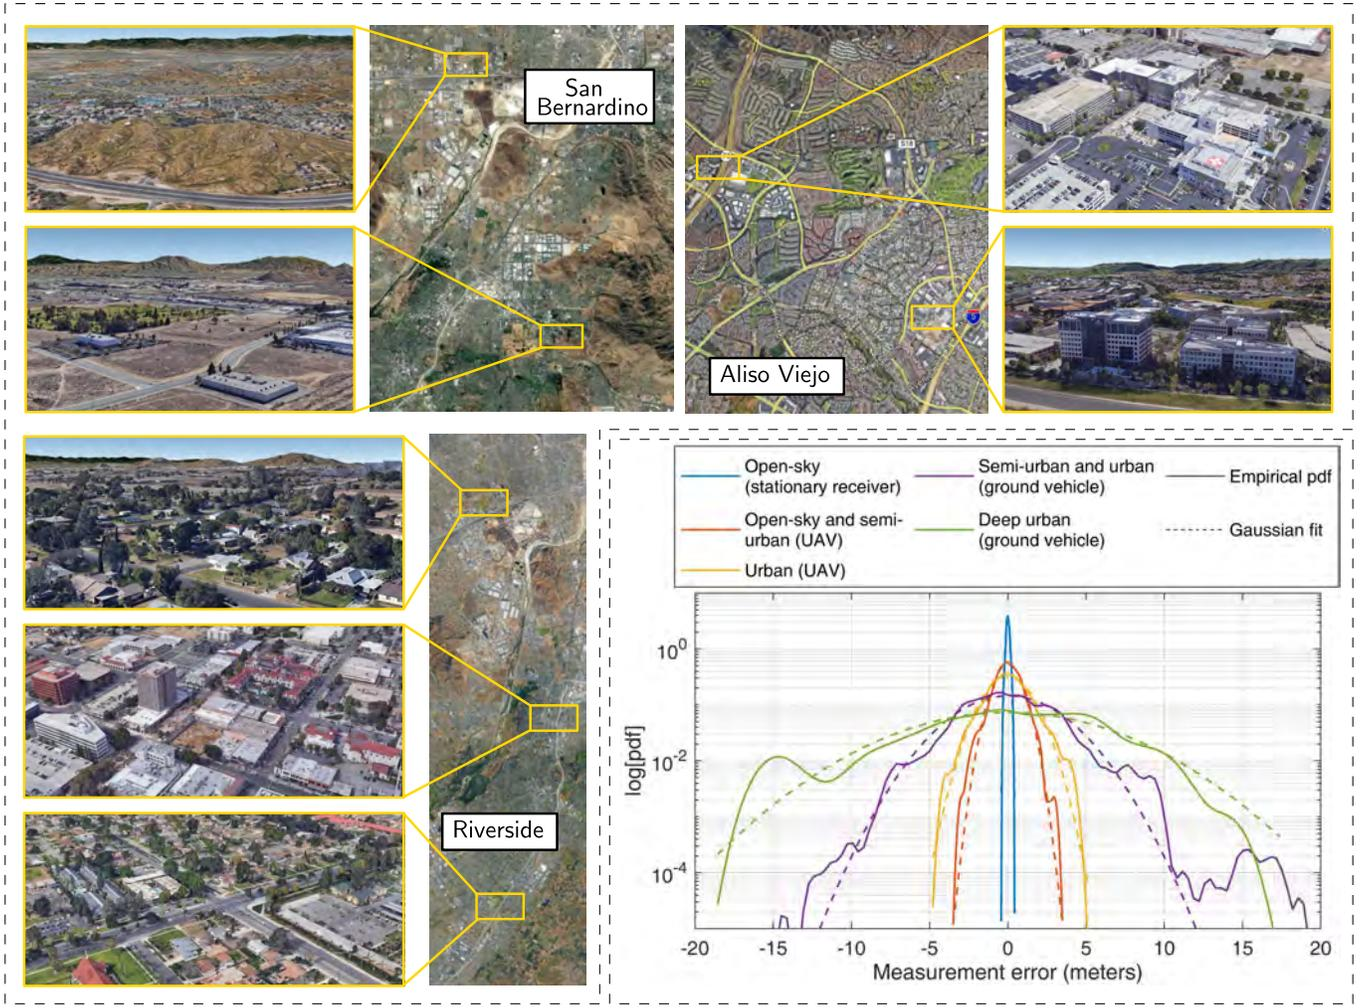 San
Bernardino
S18
5
Aliso Viejo
Riverside
Open-sky
(stationary receiver)
Open-sky and semi-
urban (UAV)
Urban (UAV)
Semi-urban and urban
(ground vehicle)
Deep urban
(ground vehicle)
Empirical pdf
Gaussian fit
log[pdf]
10^0
10^-2
10^-4
-20 -15 -10 -5 0 5 10 15 20
Measurement error (meters)